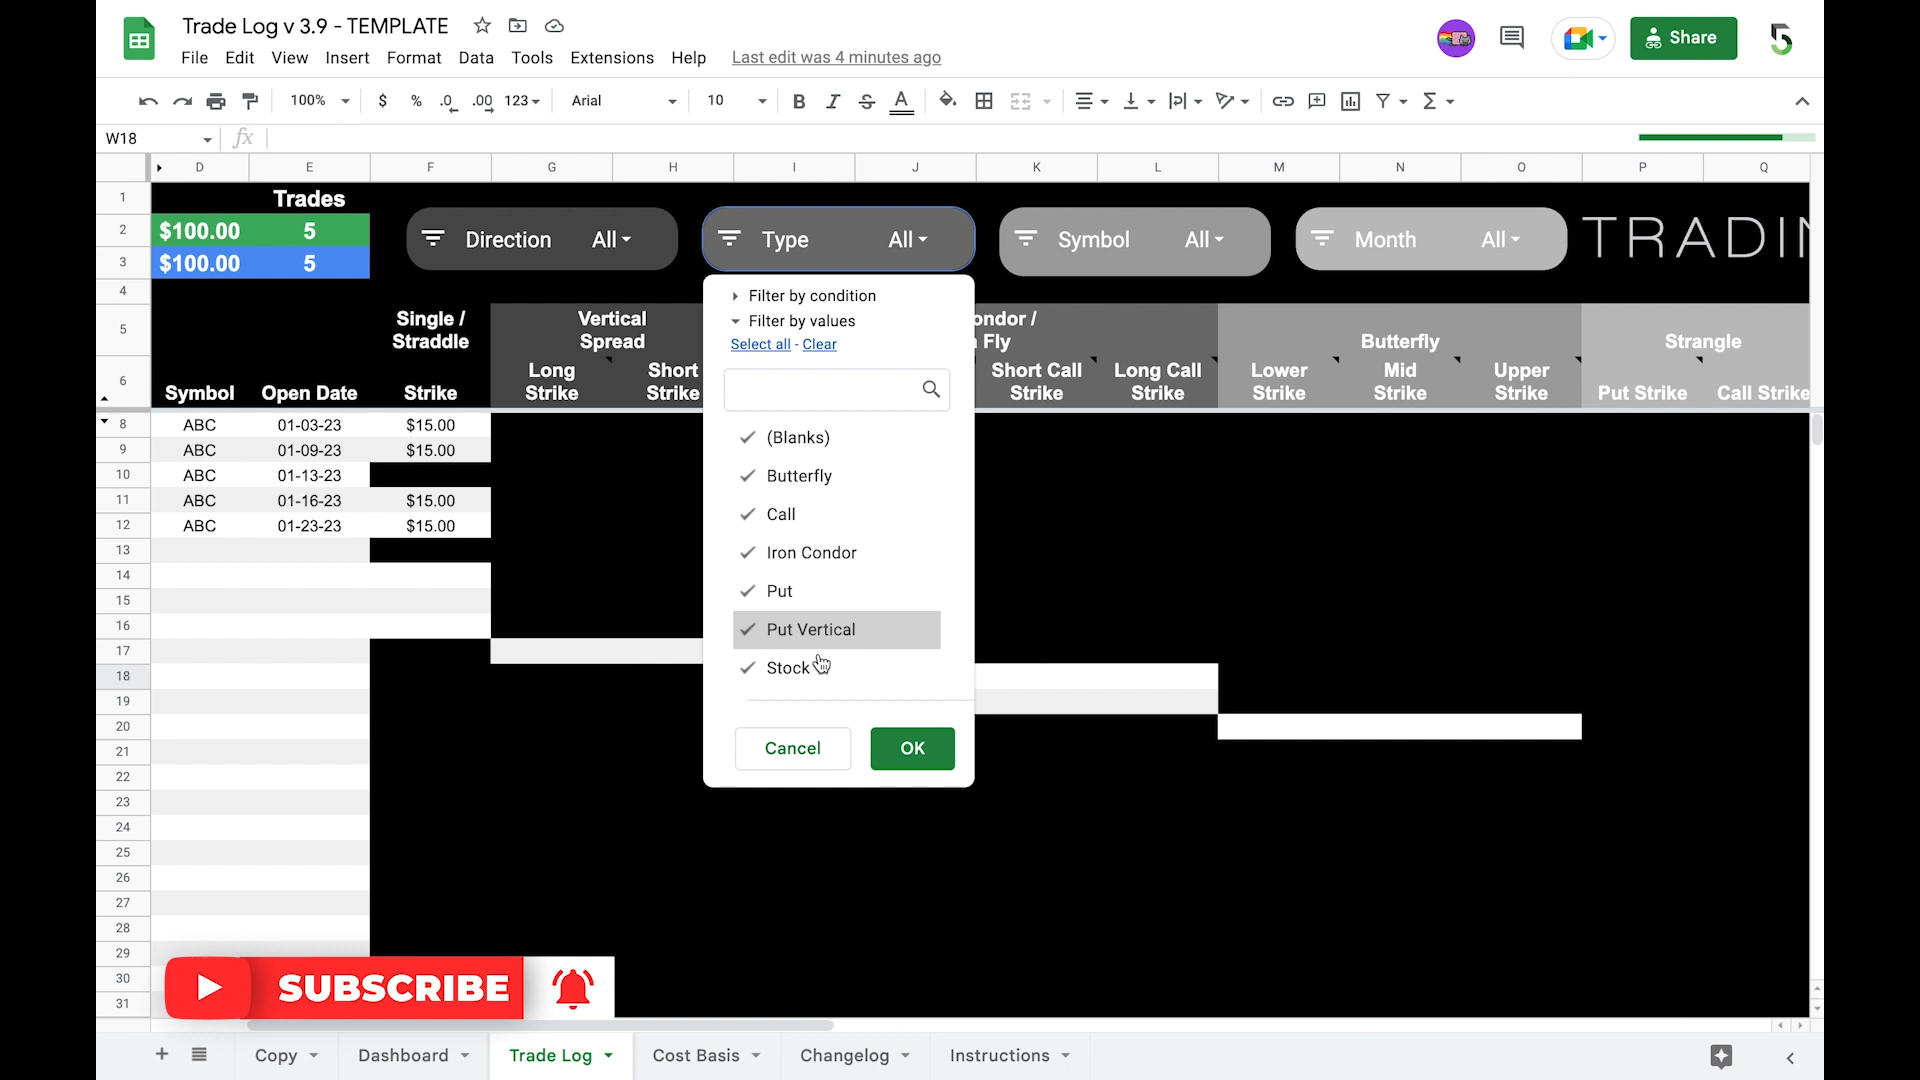 Trade Log v 3.9 - TEMPLATE
File Edit View Insert Format Data Tools Extensions Help Last edit was 4 minutes ago
Share
100% $ % .0 .00 123 Arial 10 B I S A
W18 fx
D E F G H I J K L M N O P Q
1 Trades
2 $100.00 5
3 $100.00 5
Direction All
Type All
Symbol All
Month All
TRADIN
4
5
Single / Straddle
Vertical Spread
ondor /
Fly
Butterfly
Strangle
6
Symbol Open Date Strike
Long Strike
Short Strike
Short Call Strike
Long Call Strike
Lower Strike
Mid Strike
Upper Strike
Put Strike
Call Strike
8 ABC 01-03-23 $15.00
9 ABC 01-09-23 $15.00
10 ABC 01-13-23
11 ABC 01-16-23 $15.00
12 ABC 01-23-23 $15.00
13
14
15
16
17
18
19
20
21
22
23
24
25
26
27
28
29
30
31
Filter by condition
Filter by values
Select all - Clear
(Blanks)
Butterfly
Call
Iron Condor
Put
Put Vertical
Stock
Cancel OK
SUBSCRIBE
Copy Dashboard Trade Log Cost Basis Changelog Instructions